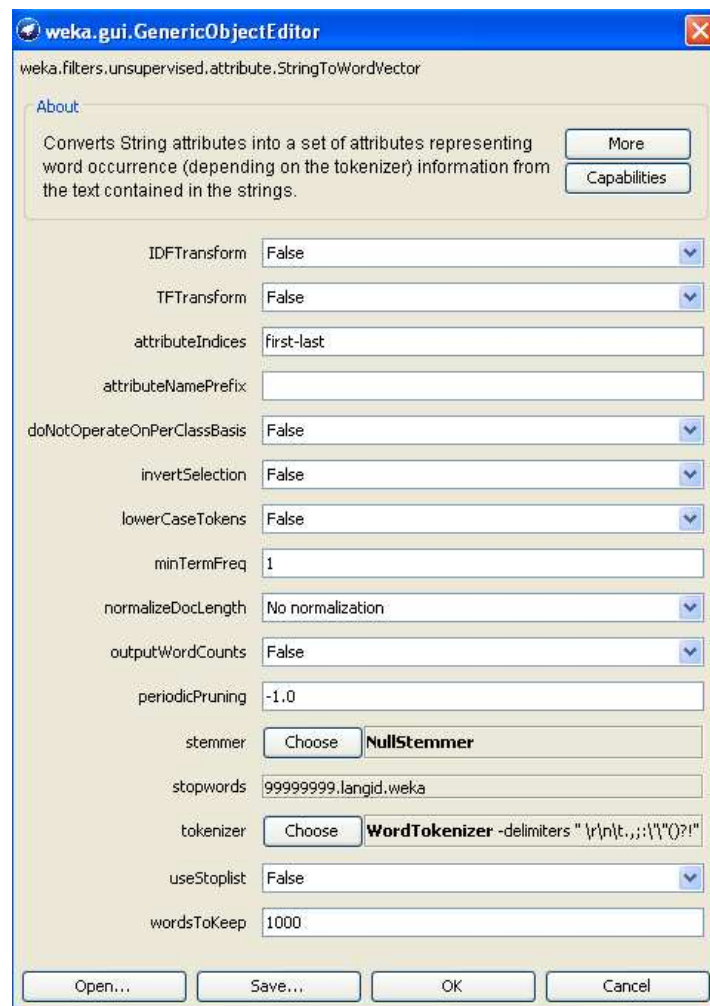 weka.gui.GenericObjectEditor
weka.filters.unsupervised.attribute.StringToWordVector
About
Converts String attributes into a set of attributes representing
word occurrence (depending on the tokenizer) information from
the text contained in the strings.
More
Capabilities
IDFTransform False
TFTransform False
attributeIndices first-last
attributeNamePrefix
doNotOperateOnPerClassBasis False
invertSelection False
lowerCaseTokens False
minTermFreq 1
normalizeDocLength No normalization
outputWordCounts False
periodicPruning -1.0
stemmer Choose NullStemmer
stopwords 99999999.langid.weka
tokenizer Choose WordTokenizer -delimiters " \r\n\t.,;:\'\"()?!"
useStoplist False
wordsToKeep 1000
Open... Save... OK Cancel